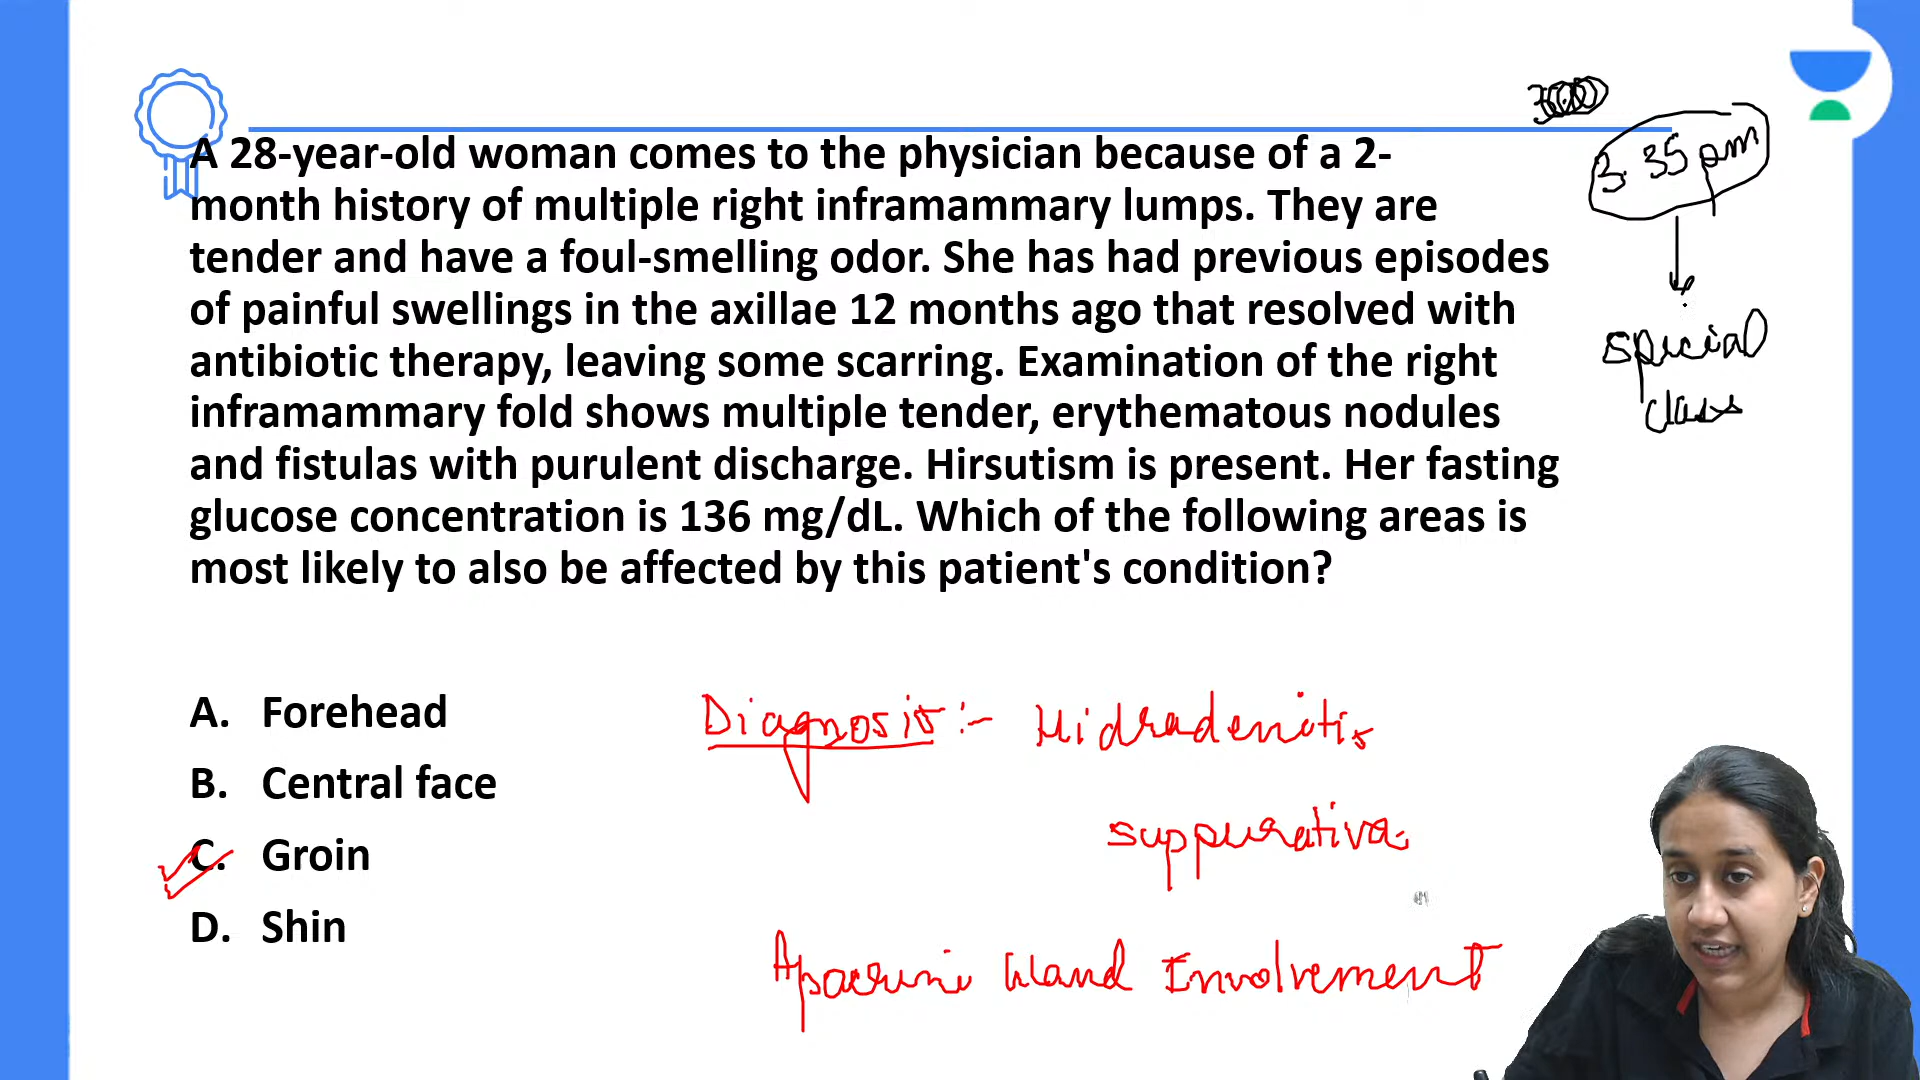 A 28-year-old woman comes to the physician because of a 2-
month history of multiple right inframammary lumps. They are
tender and have a foul-smelling odor. She has had previous episodes
of painful swellings in the axillae 12 months ago that resolved with
antibiotic therapy, leaving some scarring. Examination of the right
inframammary fold shows multiple tender, erythematous nodules
and fistulas with purulent discharge. Hirsutism is present. Her fasting
glucose concentration is 136 mg/dL. Which of the following areas is
most likely to also be affected by this patient's condition?
3.35 pm
special
class
A. Forehead
B. Central face
C. Groin
D. Shin
Diagnosis :- Hidradenitis
suppurativa.
Apocrine Gland Involvement